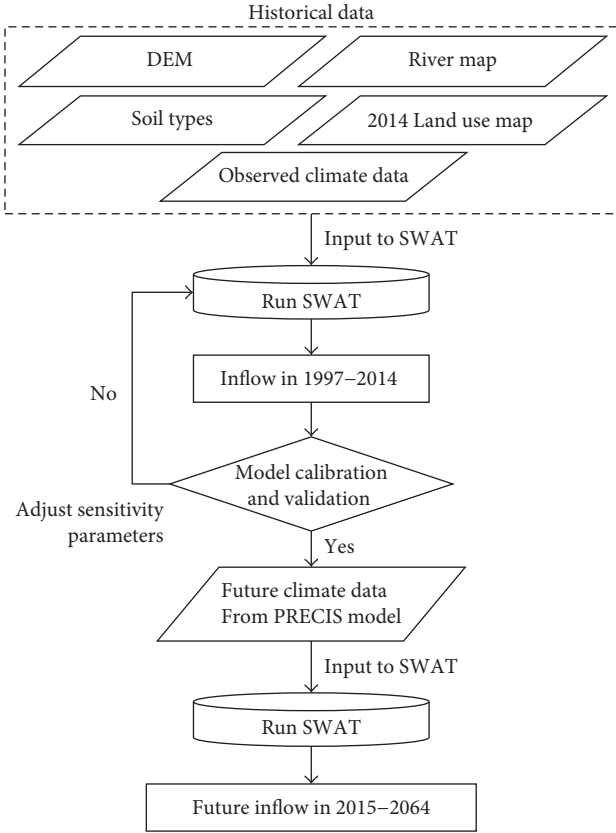 Historical data
DEM
River map
Soil types
2014 Land use map
Observed climate data
Input to SWAT
Run SWAT
Inflow in 1997–2014
No
Model calibration
and validation
Adjust sensitivity
parameters
Yes
Future climate data
From PRECIS model
Input to SWAT
Run SWAT
Future inflow in 2015–2064